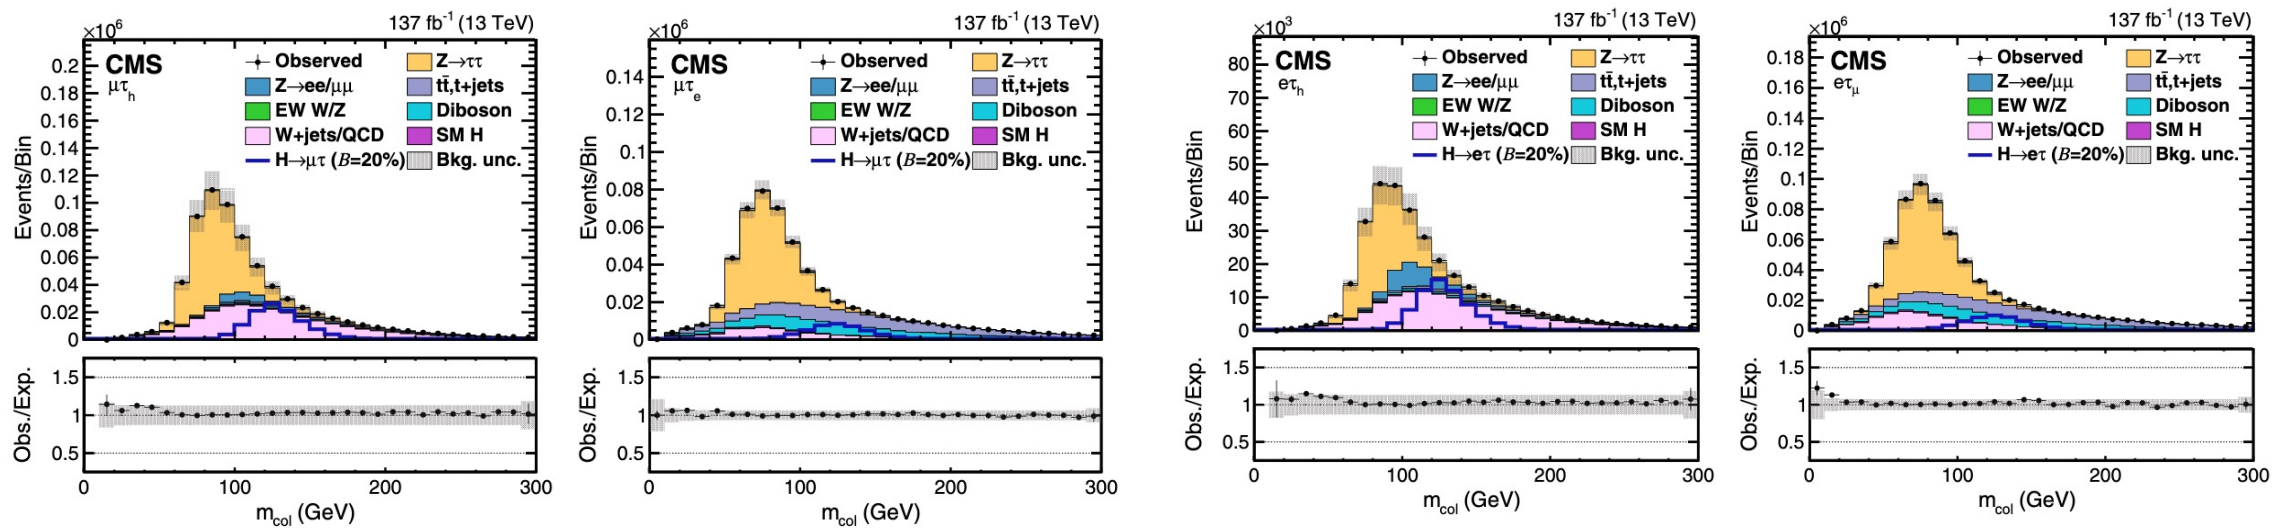 ×10⁶
137 fb⁻¹ (13 TeV)
CMS
μτₕ
Observed
Z→ττ
Z→ee/μμ
tt̄,t+jets
EW W/Z
Diboson
W+jets/QCD
SM H
H→μτ (B=20%)
Bkg. unc.
Events/Bin
0.2
0.18
0.16
0.14
0.12
0.1
0.08
0.06
0.04
0.02
0
Obs./Exp.
1.5
1
0.5
0 100 200 300
m_col (GeV)
×10⁶
137 fb⁻¹ (13 TeV)
CMS
μτₑ
Observed
Z→ττ
Z→ee/μμ
tt̄,t+jets
EW W/Z
Diboson
W+jets/QCD
SM H
H→μτ (B=20%)
Bkg. unc.
Events/Bin
0.14
0.12
0.1
0.08
0.06
0.04
0.02
0
Obs./Exp.
1.5
1
0.5
0 100 200 300
m_col (GeV)
×10³
137 fb⁻¹ (13 TeV)
CMS
eτₕ
Observed
Z→ττ
Z→ee/μμ
tt̄,t+jets
EW W/Z
Diboson
W+jets/QCD
SM H
H→eτ (B=20%)
Bkg. unc.
Events/Bin
80
70
60
50
40
30
20
10
0
Obs./Exp.
1.5
1
0.5
0 100 200 300
m_col (GeV)
×10⁶
137 fb⁻¹ (13 TeV)
CMS
eτ_μ
Observed
Z→ττ
Z→ee/μμ
tt̄,t+jets
EW W/Z
Diboson
W+jets/QCD
SM H
H→eτ (B=20%)
Bkg. unc.
Events/Bin
0.18
0.16
0.14
0.12
0.1
0.08
0.06
0.04
0.02
0
Obs./Exp.
1.5
1
0.5
0 100 200 300
m_col (GeV)